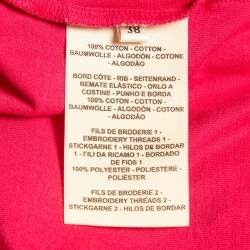 38
100% COTON - COTTON -
BAUMWOLLE - ALGODÓN - COTONE
- ALGODÃO
BORD CÔTE - RIB - SEITENRAND -
REMATE ELÁSTICO - ORLO A
COSTINE - PUNHO E BORDA
100% COTON - COTTON -
BAUMWOLLE - ALGODÓN - COTONE
- ALGODÃO
FILS DE BRODERIE 1 -
EMBROIDERY THREADS 1 -
STICKGARNE 1 - HILOS DE BORDAR
1 - FILI DA RICAMO 1 - BORDADO
DE FIOS 1
100% POLYESTER - POLIESTERE -
POLIÉSTER
FILS DE BRODERIE 2 -
EMBROIDERY THREADS 2 -
STICKGARNE 2 - HILOS DE BORDAR